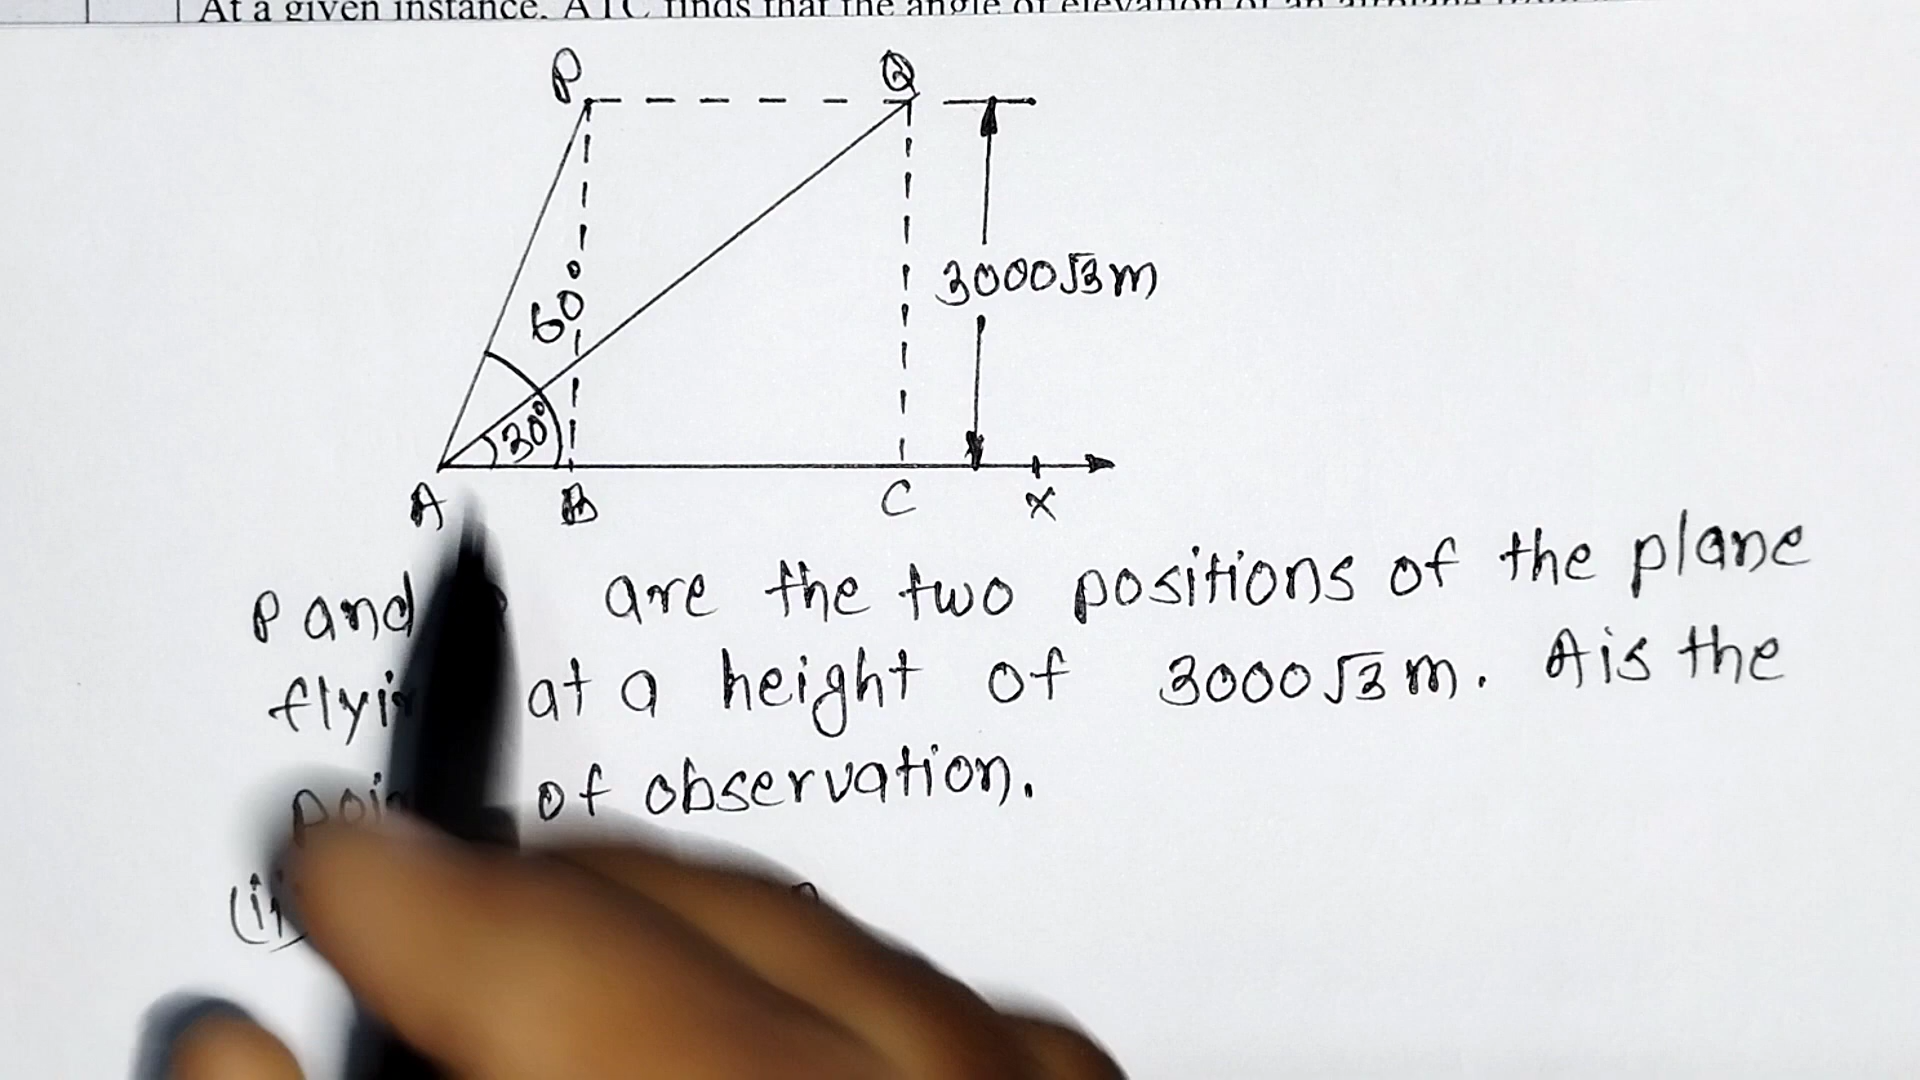 At a given instance, ATC finds that the angle of elevation of an airplane
P Q
60°
3000√3m
30°
A B C X
P and are the two positions of the plane
flying at a height of 3000√3 m. A is the
of observation.